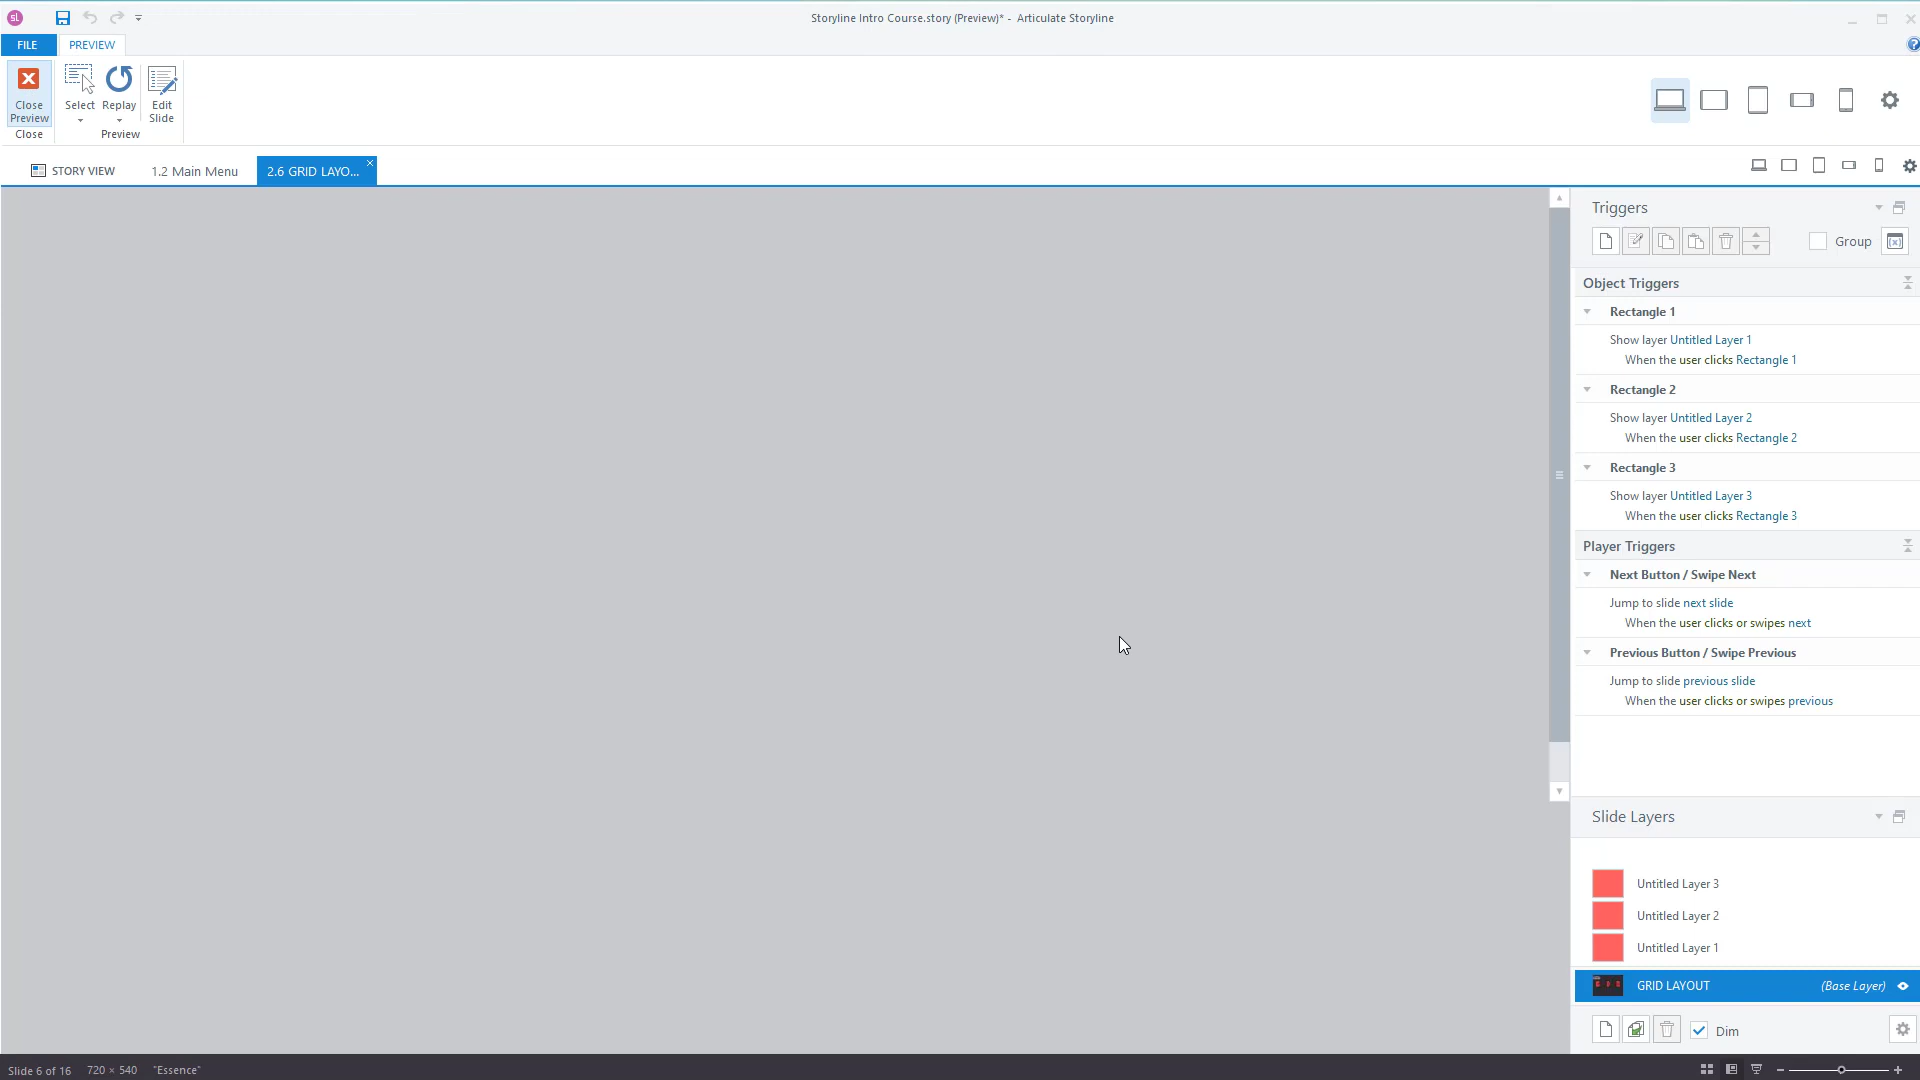 sl
Storyline Intro Course.story (Preview)* - Articulate Storyline
FILE
PREVIEW
?
Close Preview
Select
Replay
Edit Slide
Close
Preview
STORY VIEW
1.2 Main Menu
2.6 GRID LAYO...
Triggers
Group
Object Triggers
Rectangle 1
Show layer Untitled Layer 1
When the user clicks Rectangle 1
Rectangle 2
Show layer Untitled Layer 2
When the user clicks Rectangle 2
Rectangle 3
Show layer Untitled Layer 3
When the user clicks Rectangle 3
Player Triggers
Next Button / Swipe Next
Jump to slide next slide
When the user clicks or swipes next
Previous Button / Swipe Previous
Jump to slide previous slide
When the user clicks or swipes previous
Slide Layers
Untitled Layer 3
Untitled Layer 2
Untitled Layer 1
GRID LAYOUT (Base Layer)
Dim
Slide 6 of 16 720 × 540 "Essence"